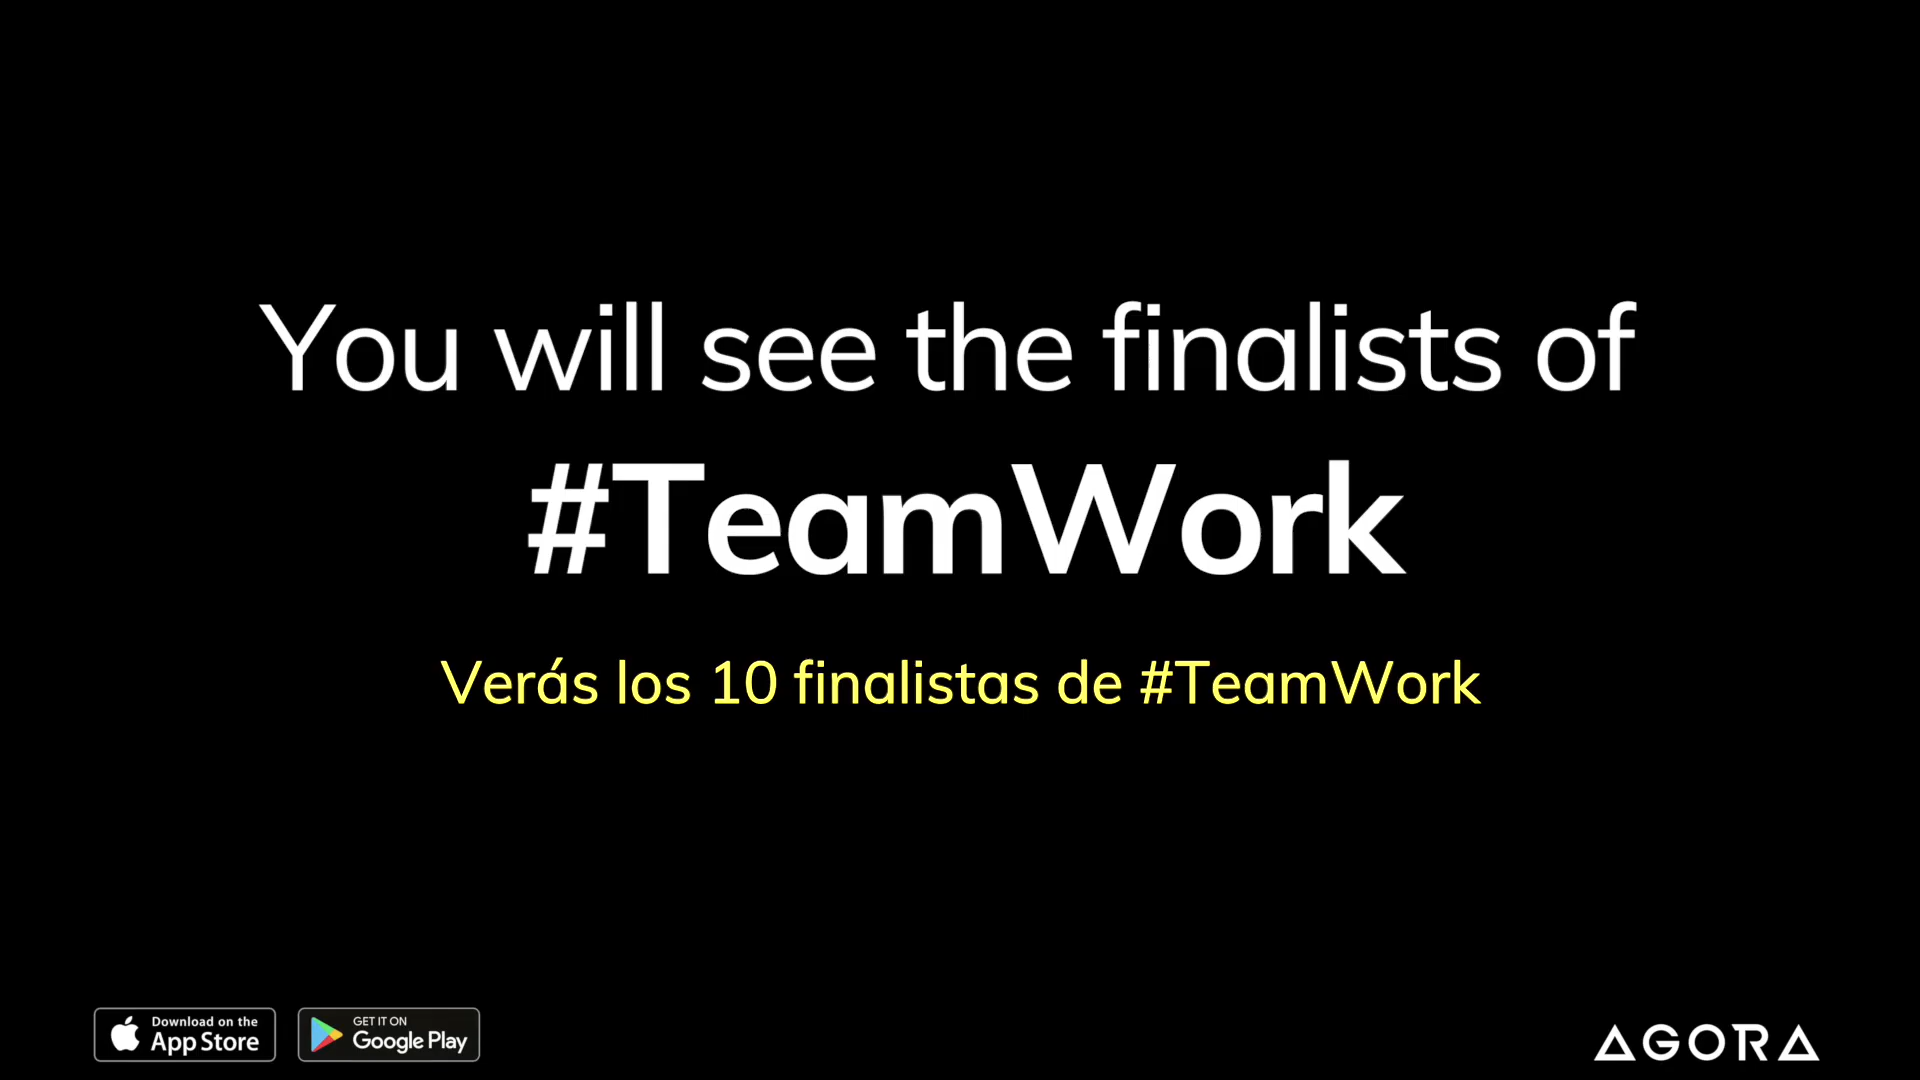 You will see the finalists of
#TeamWork
Verás los 10 finalistas de #TeamWork
Download on the
App Store
GET IT ON
Google Play
AGORA